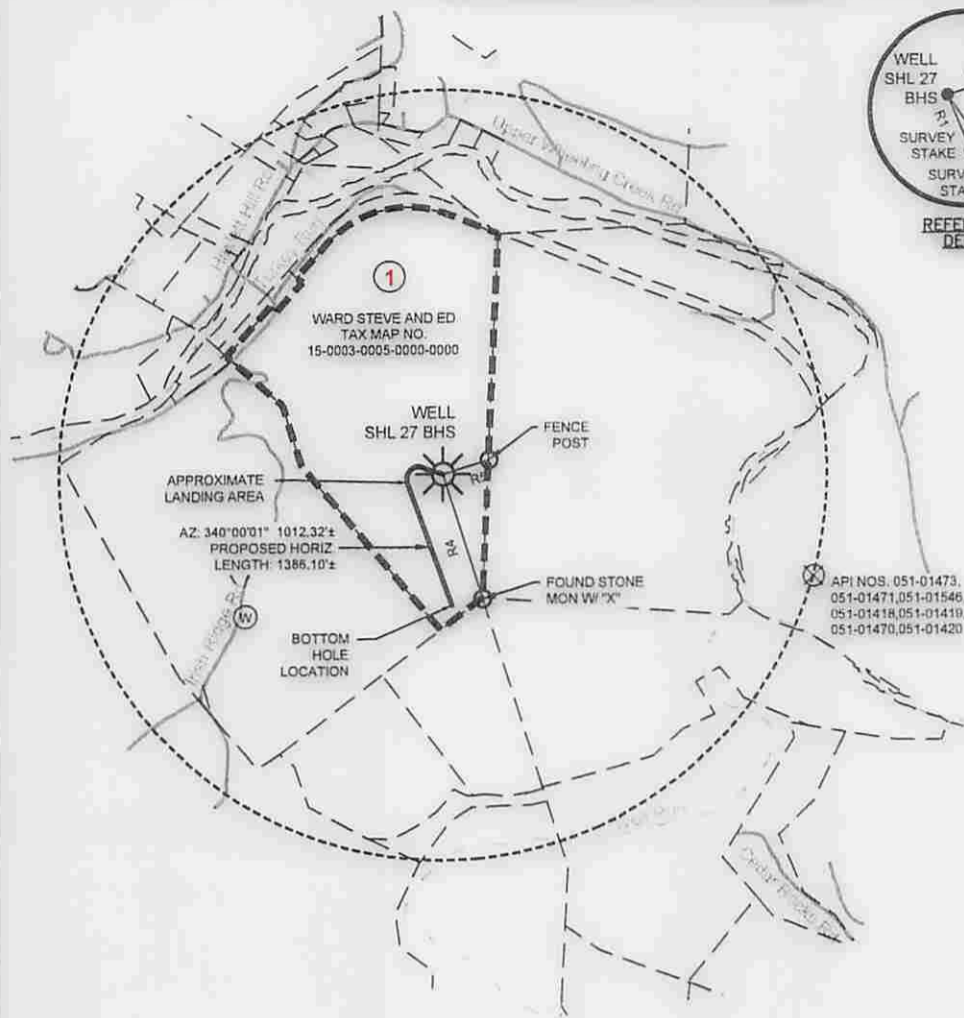 WELL
SHL 27
BHS
R1
SURVEY
STAKE
Upper
Creek Rd
1
WARD STEVE AND ED
TAX MAP NO.
15-0003-0005-0000-0000
WELL
SHL 27 BHS
FENCE
POST
APPROXIMATE
LANDING AREA
AZ: 340°00'01" 1012.32'±
PROPOSED HORIZ
LENGTH: 1386.10'±
R4
FOUND STONE
MON W/ "X"
API NOS. 051-01473,
051-01471,051-01546
051-01418,051-01419
051-01470,051-01420
W
BOTTOM
HOLE
LOCATION
Irish Ridge R
Cedar Rocks Rd